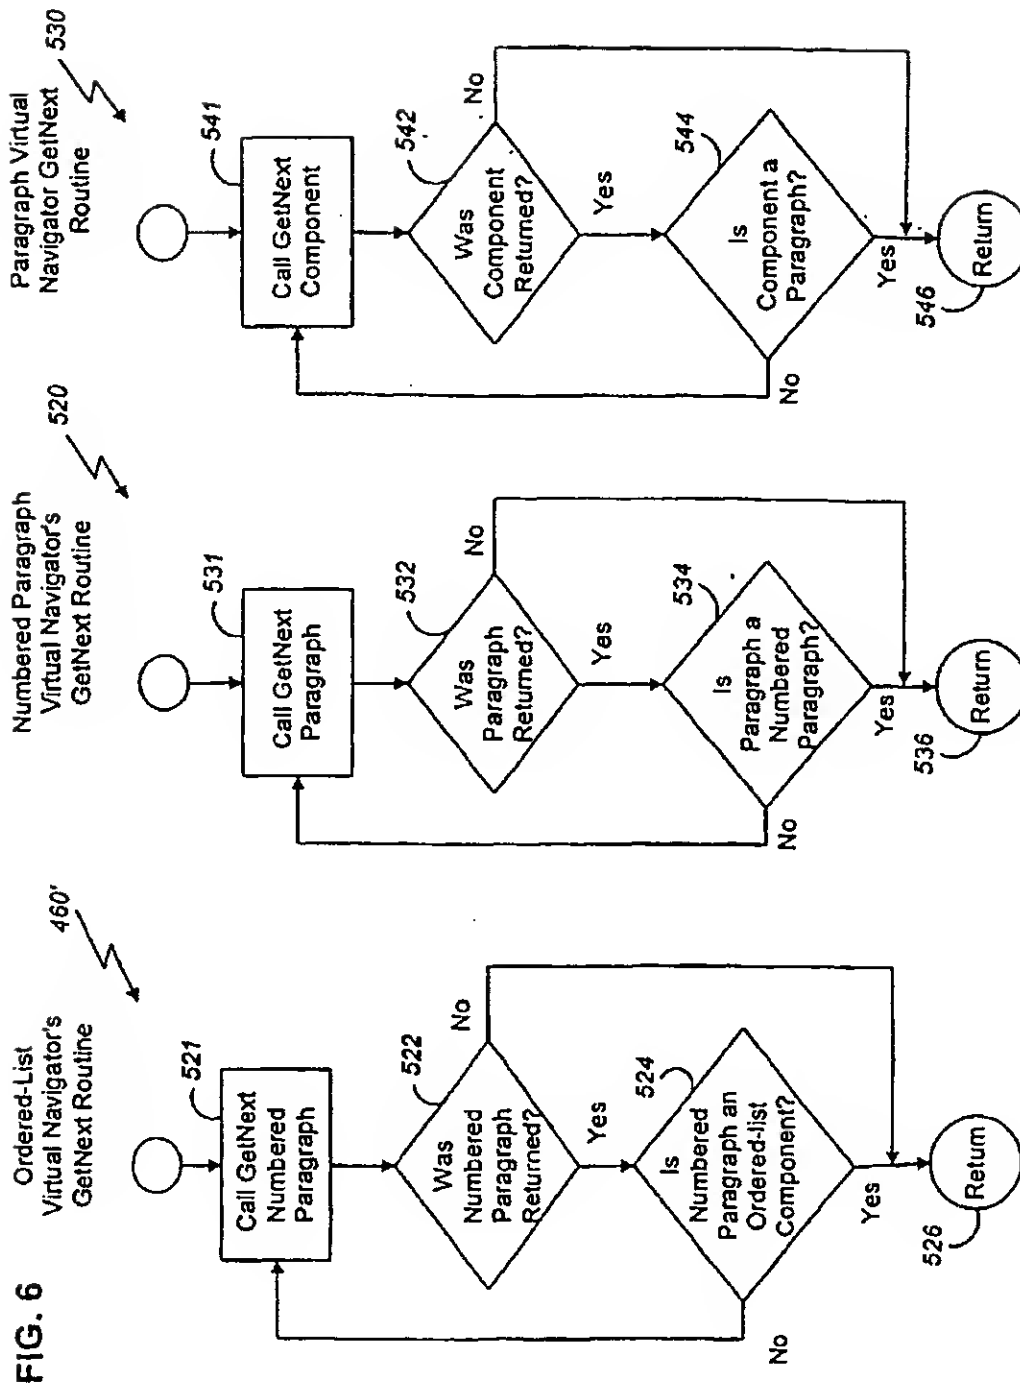 FIG. 6
Ordered-List
Virtual Navigator's
GetNext Routine
460'
521
Call GetNext
Numbered
Paragraph
522
Was
Numbered
Paragraph
Returned?
No
Yes
524
Is
Numbered
Paragraph an
Ordered-list
Component?
No
Yes
Return
526
Numbered Paragraph
Virtual Navigator's
GetNext Routine
520
531
Call GetNext
Paragraph
532
Was
Paragraph
Returned?
No
Yes
534
Is
Paragraph a
Numbered
Paragraph?
No
Yes
Return
536
Paragraph Virtual
Navigator GetNext
Routine
530
541
Call GetNext
Component
542
Was
Component
Returned?
No
Yes
544
Is
Component a
Paragraph?
No
Yes
Return
546